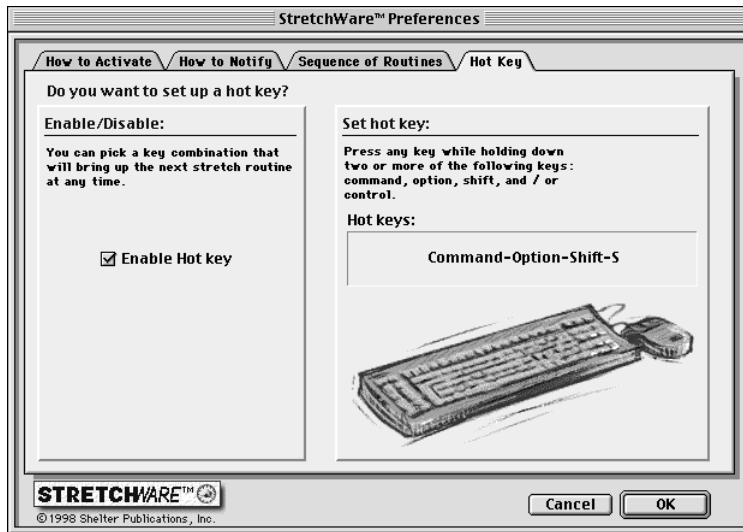 StretchWare™ Preferences
How to Activate How to Notify Sequence of Routines Hot Key
Do you want to set up a hot key?
Enable/Disable:
You can pick a key combination that
will bring up the next stretch routine
at any time.
Enable Hot key
Set hot key:
Press any key while holding down
two or more of the following keys:
command, option, shift, and / or
control.
Hot keys:
Command-Option-Shift-S
STRETCHWARE™
©1998 Shelter Publications, Inc.
Cancel OK